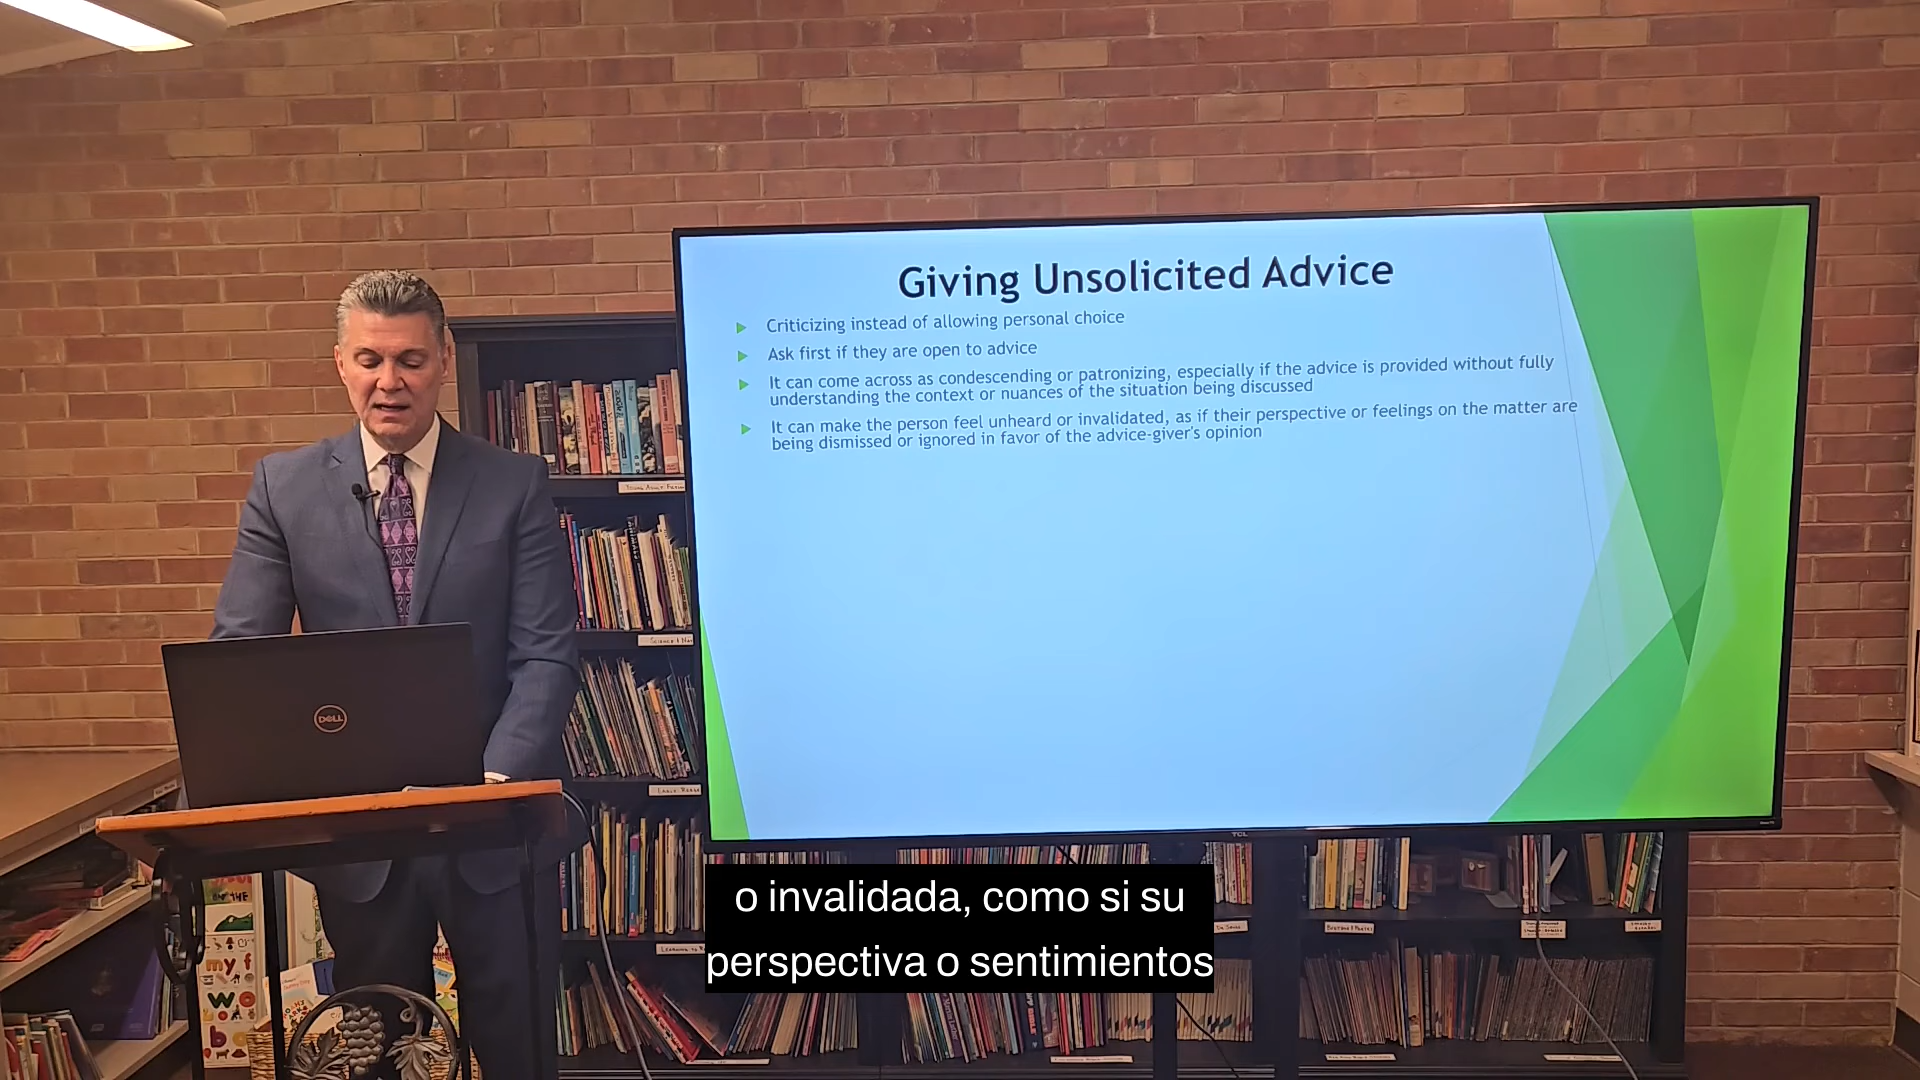 Giving Unsolicited Advice
Criticizing instead of allowing personal choice
Ask first if they are open to advice
It can come across as condescending or patronizing, especially if the advice is provided without fully
understanding the context or nuances of the situation being discussed
It can make the person feel unheard or invalidated, as if their perspective or feelings on the matter are
being dismissed or ignored in favor of the advice-giver's opinion
TCL
DELL
my f
wo
o invalidada, como si su
perspectiva o sentimientos